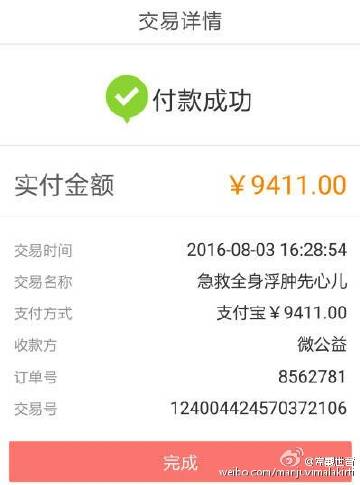 交易详情
付款成功
实付金额 ￥9411.00
交易时间 2016-08-03 16:28:54
交易名称 急救全身浮肿先心儿
支付方式 支付宝￥9411.00
收款方 微公益
订单号 8562781
交易号 124004424570372106
完成
weibo.com/manjuvimalakirti